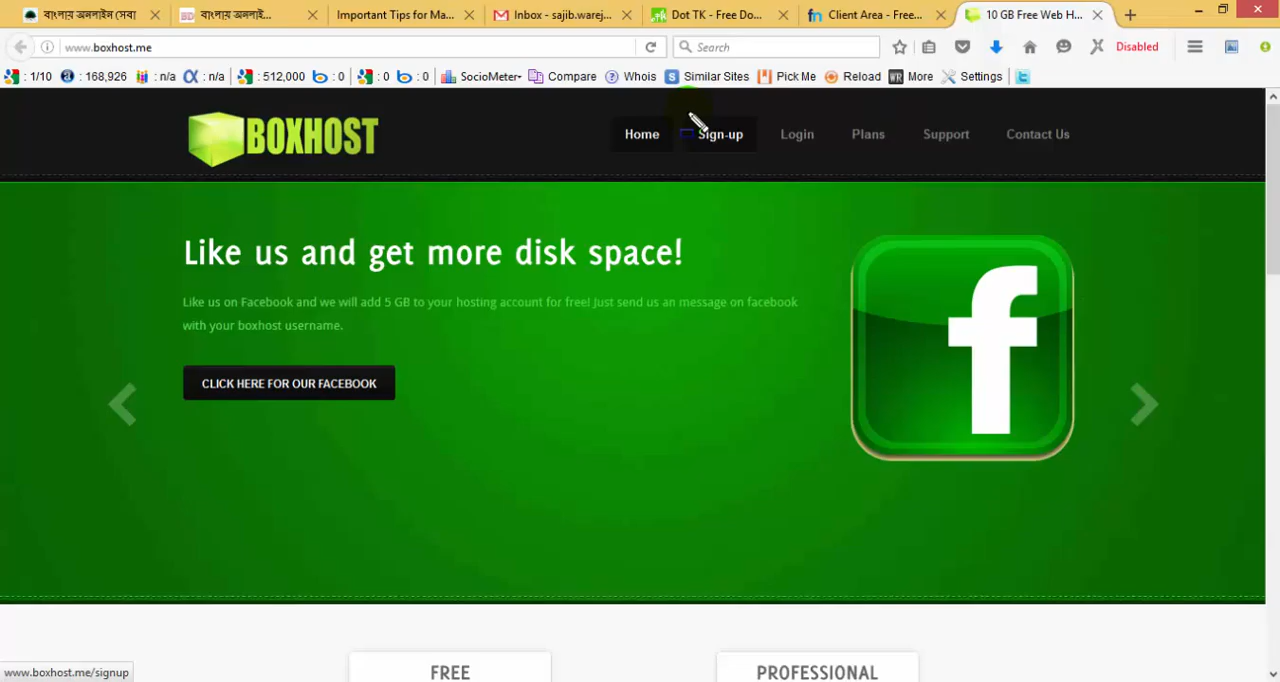 বাংলায় অনলাইন সেবা
বাংলায় অনলাই...
Important Tips for Ma...
Inbox - sajib.warej...
Dot TK - Free Do...
Client Area - Free...
10 GB Free Web H...
www.boxhost.me
Search
Disabled
: 1/10
: 168,926
: n/a
: n/a
: 512,000
: 0
: 0
: 0
SocioMeter
Compare
Whois
Similar Sites
Pick Me
Reload
WR More
Settings
BOXHOST
Home
Sign-up
Login
Plans
Support
Contact Us
Like us and get more disk space!
Like us on Facebook and we will add 5 GB to your hosting account for free! Just send us an message on facebook
with your boxhost username.
CLICK HERE FOR OUR FACEBOOK
f
FREE
PROFESSIONAL
www.boxhost.me/signup